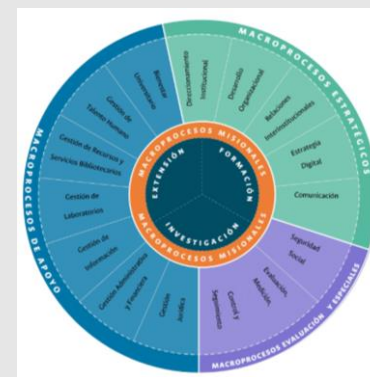 MACROPROCESOS ESTRATÉGICOS
Direccionamiento
Institucional
Desarrollo
Organizacional
Relaciones
Interinstitucionales
Estrategia
Digital
Comunicación
MACROPROCESOS EVALUACIÓN Y ESPECIALES
Seguridad
Social
Evaluación,
Medición,
Control y
Seguimiento
MACROPROCESOS DE APOYO
Gestión
Jurídica
Gestión Administrativa
y Financiera
Gestión de
Información
Gestión de
Laboratorios
Gestión de Recursos y
Servicios Bibliotecarios
Gestión de
Talento Humano
Bienestar
Universitario
MACROPROCESOS MISIONALES
MACROPROCESOS MISIONALES
EXTENSIÓN
FORMACIÓN
INVESTIGACIÓN